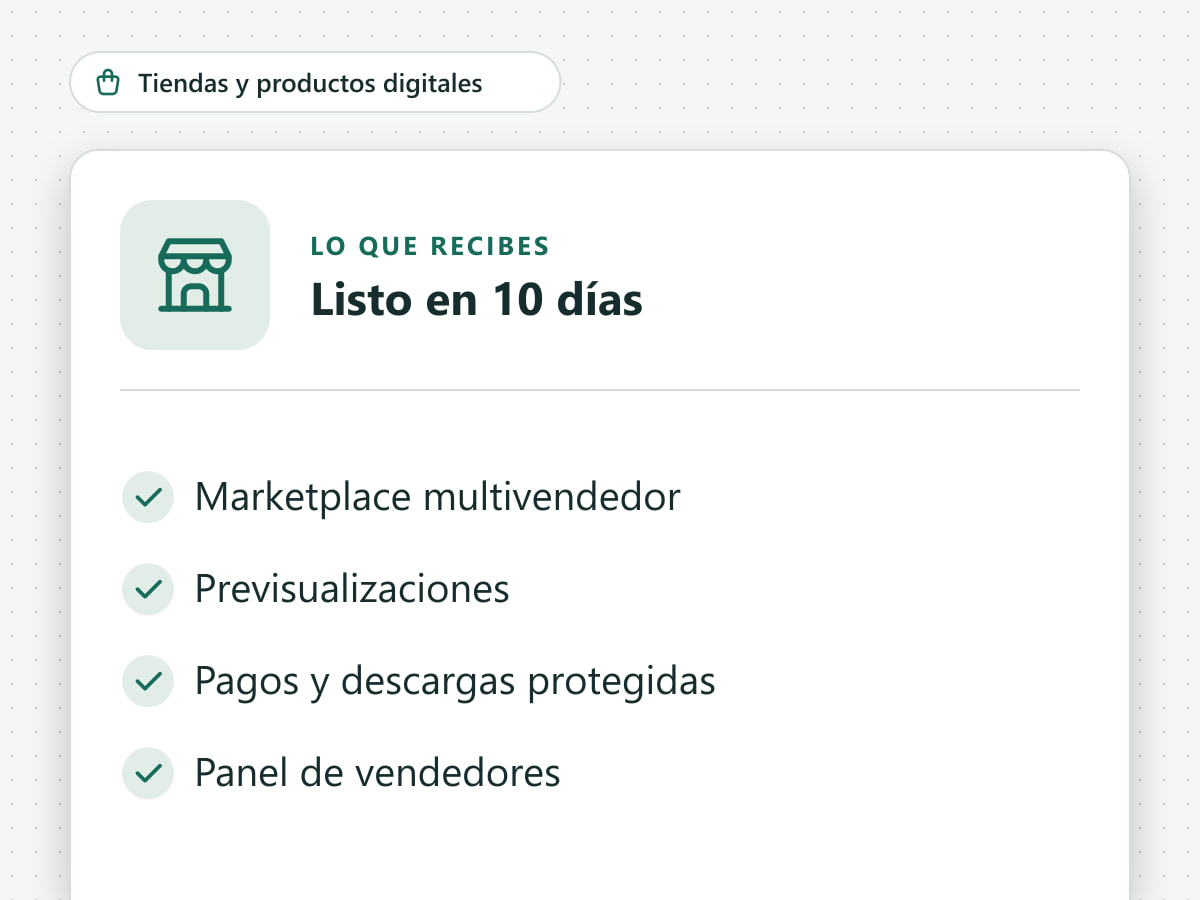 Tiendas y productos digitales
LO QUE RECIBES
Listo en 10 días
Marketplace multivendedor
Previsualizaciones
Pagos y descargas protegidas
Panel de vendedores